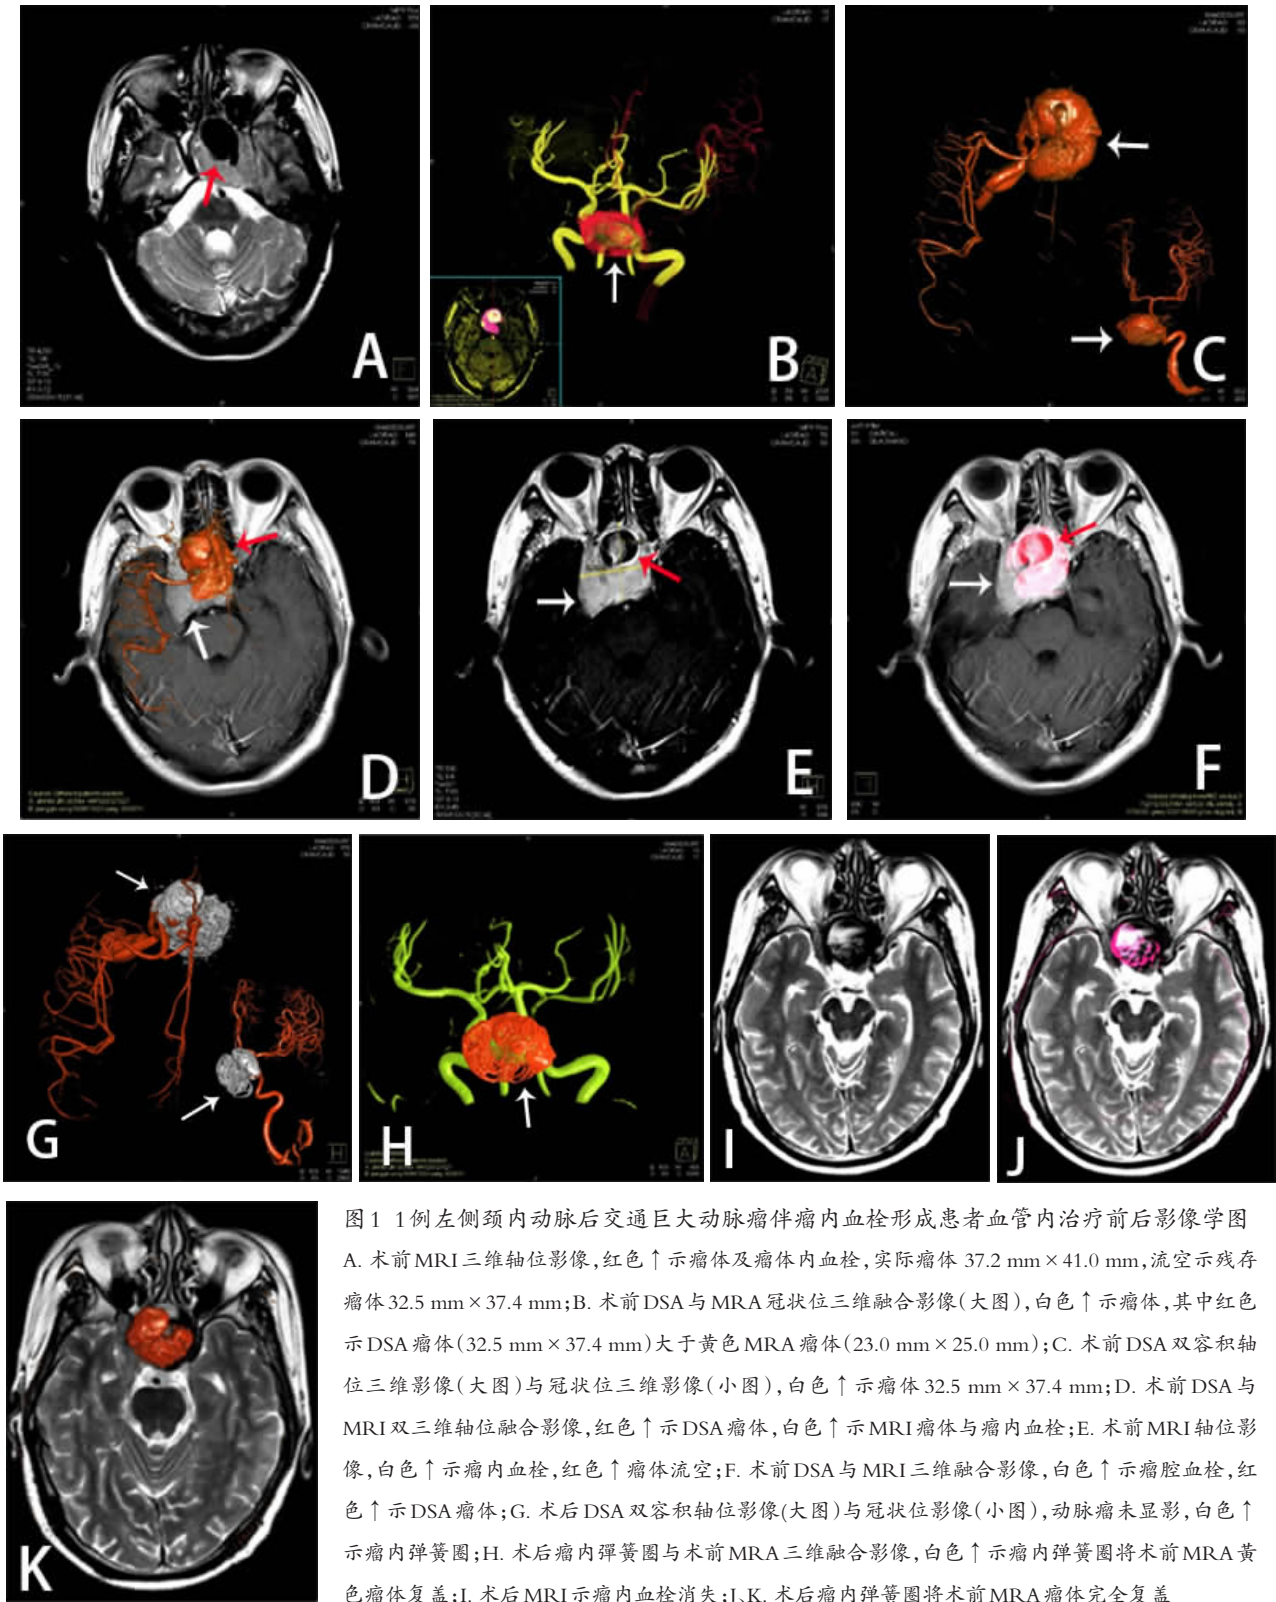 A
B
C
D
E
F
G
H
I
J
K
图1 1例左侧颈内动脉后交通巨大动脉瘤伴瘤内血栓形成患者血管内治疗前后影像学图
A. 术前MRI三维轴位影像,红色↑示瘤体及瘤体内血栓,实际瘤体 37.2 mm×41.0 mm,流空示残存
瘤体32.5 mm×37.4 mm;B. 术前DSA与MRA冠状位三维融合影像(大图),白色↑示瘤体,其中红色
示DSA瘤体(32.5 mm×37.4 mm)大于黄色MRA瘤体(23.0 mm×25.0 mm);C. 术前DSA双容积轴
位三维影像(大图)与冠状位三维影像(小图),白色↑示瘤体32.5 mm×37.4 mm;D. 术前DSA与
MRI双三维轴位融合影像,红色↑示DSA瘤体,白色↑示MRI瘤体与瘤内血栓;E. 术前MRI轴位影
像,白色↑示瘤内血栓,红色↑瘤体流空;F. 术前DSA与MRI三维融合影像,白色↑示瘤腔血栓,红
色↑示DSA瘤体;G. 术后DSA双容积轴位影像(大图)与冠状位影像(小图),动脉瘤未显影,白色↑
示瘤内弹簧圈;H. 术后瘤内彈簧圈与术前MRA三维融合影像,白色↑示瘤内弹簧圈将术前MRA黄
色瘤体复盖;I. 术后MRI示瘤内血栓消失;J、K. 术后瘤内弹簧圈将术前MRA瘤体完全复盖